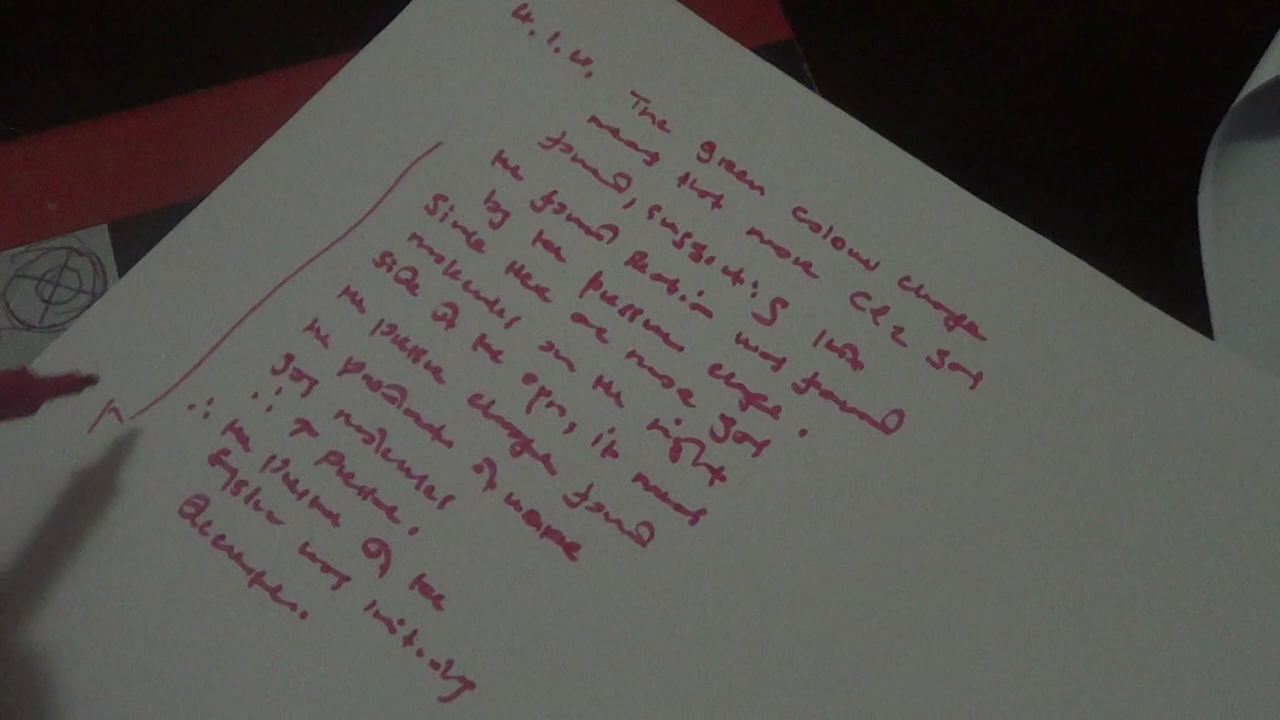 4.1.4. The green colour change
means that more Cl2 gas
formed, suggesting that
the forward reaction was favoured
by the pressure change.
Since there are more gas
molecules on the right
side of the eqn, it means
the pressure change favoured
the production of more
gas molecules
∴ ↑ pressure.
∴ the pressure of the
system was initially
decreased.